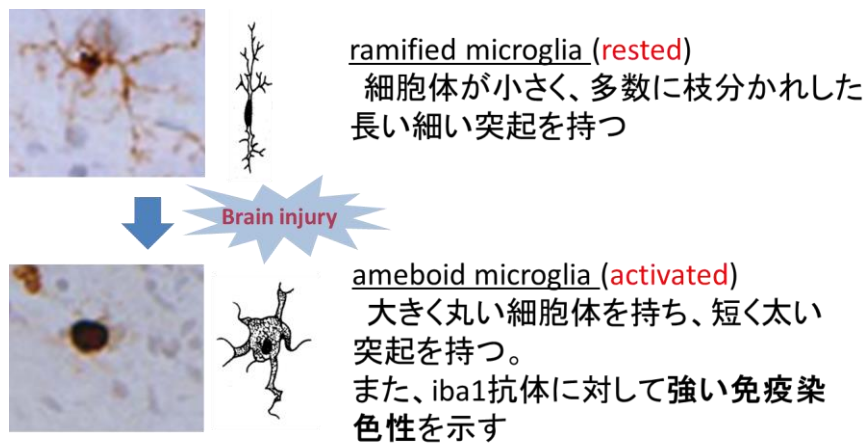 ramified microglia (rested)
細胞体が小さく、多数に枝分かれした
長い細い突起を持つ
Brain injury
ameboid microglia (activated)
大きく丸い細胞体を持ち、短く太い
突起を持つ。
また、iba1抗体に対して強い免疫染
色性を示す